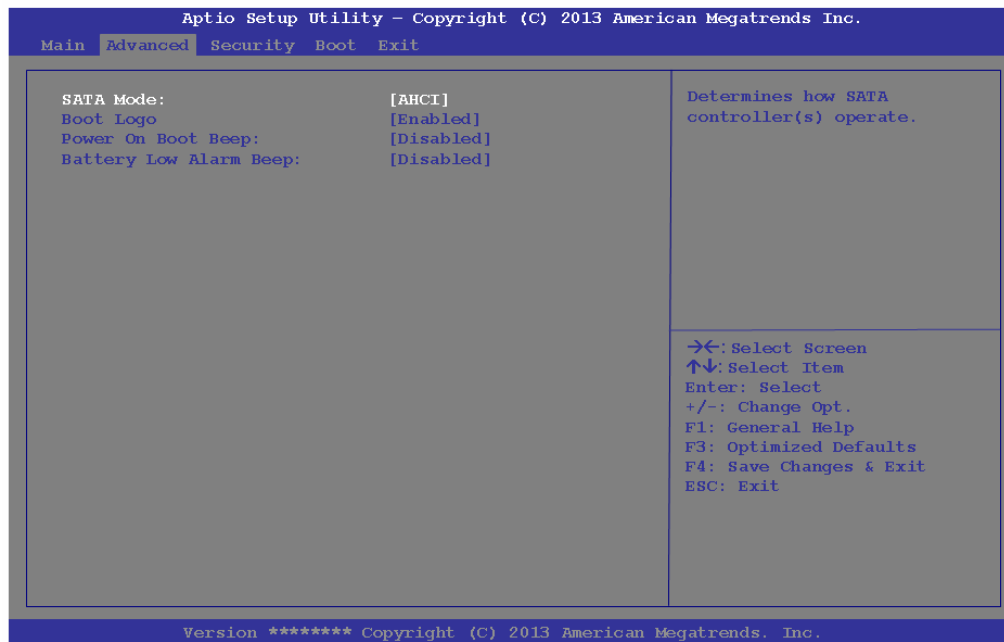 Aptio Setup Utility – Copyright (C) 2013 American Megatrends Inc.
Main Advanced Security Boot Exit
SATA Mode: [AHCI]
Boot Logo [Enabled]
Power On Boot Beep: [Disabled]
Battery Low Alarm Beep: [Disabled]
Determines how SATA
controller(s) operate.
→←: Select Screen
↑↓: Select Item
Enter: Select
+/-: Change Opt.
F1: General Help
F3: Optimized Defaults
F4: Save Changes & Exit
ESC: Exit
Version ******** Copyright (C) 2013 American Megatrends. Inc.